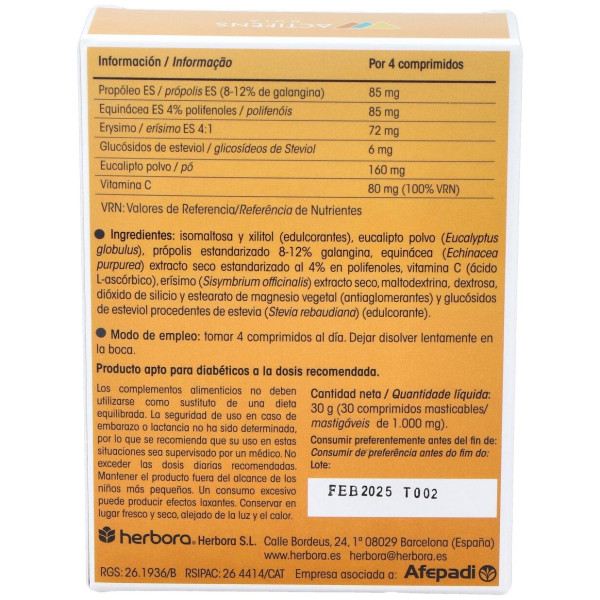 ACTIFENS
Información / Información Por 4 comprimidos
Propóleo ES / própolis ES (8-12% de galangina) 85 mg
Equinácea ES 4% polifenoles / polifenóis 85 mg
Erysimo / erísimo ES 4:1 72 mg
Glucósidos de esteviol / glicosídeos de Steviol 6 mg
Eucalipto polvo / pó 160 mg
Vitamina C 80 mg (100% VRN)
VRN: Valores de Referencia/Referência de Nutrientes
Ingredientes: isomaltosa y xilitol (edulcorantes), eucalipto polvo (Eucalyptus
globulus), própolis estandarizado 8-12% galangina, equinácea (Echinacea
purpurea) extracto seco estandarizado al 4% en polifenoles, vitamina C (ácido
L-ascórbico), erísimo (Sisymbrium officinalis) extracto seco, maltodextrina, dextrosa,
dióxido de silicio y estearato de magnesio vegetal (antiaglomerantes) y glucósidos
de esteviol procedentes de estevia (Stevia rebaudiana) (edulcorante).
Modo de empleo: tomar 4 comprimidos al día. Dejar disolver lentamente en
la boca.
Producto apto para diabéticos a la dosis recomendada.
Los complementos alimenticios no deben
utilizarse como sustituto de una dieta
equilibrada. La seguridad de uso en caso de
embarazo o lactancia no ha sido determinada,
por lo que se recomienda que su uso en estas
situaciones sea supervisado por un médico. No
exceder las dosis diarias recomendadas.
Mantener el producto fuera del alcance de los
niños más pequeños. Un consumo excesivo
puede producir efectos laxantes. Conservar en
lugar fresco y seco, alejado de la luz y el calor.
Cantidad neta / Quantidade líquida:
30 g (30 comprimidos masticables/
mastigáveis de 1.000 mg).
Consumir preferentemente antes del fin de:
Consumir de preferência antes do fim do:
Lote:
FEB2025 T002
herbora® Herbora S.L. Calle Bordeus, 24, 1º 08029 Barcelona (España)
www.herbora.es herbora@herbora.es
RGS: 26.1936/B RSIPAC: 26 4414/CAT Empresa asociada a: Afepadi